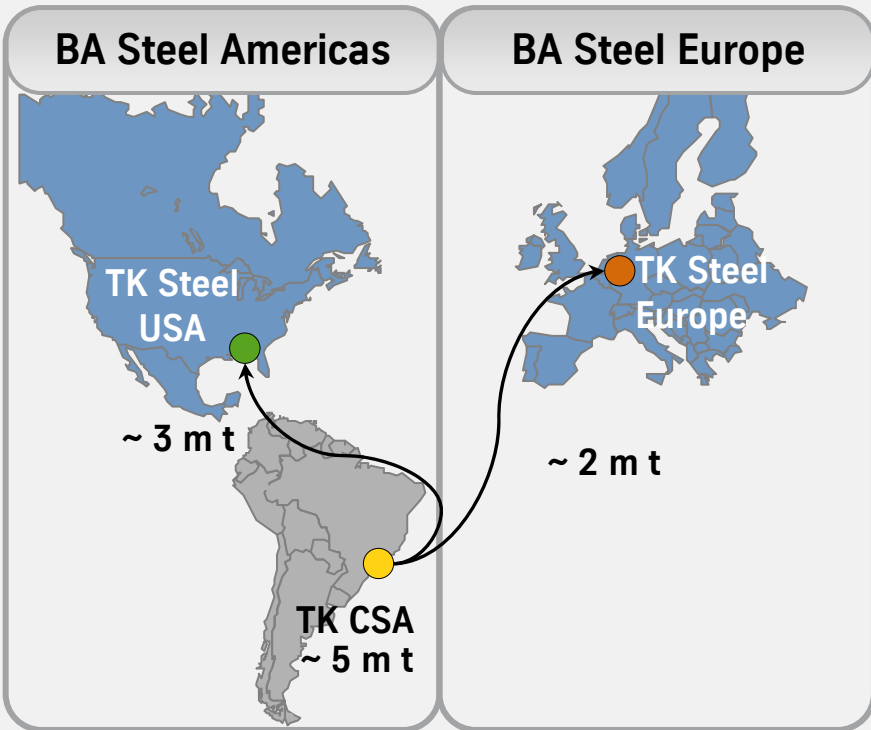 BA Steel Americas
BA Steel Europe
TK Steel
USA
TK Steel
Europe
~ 3 m t
~ 2 m t
TK CSA
~ 5 m t